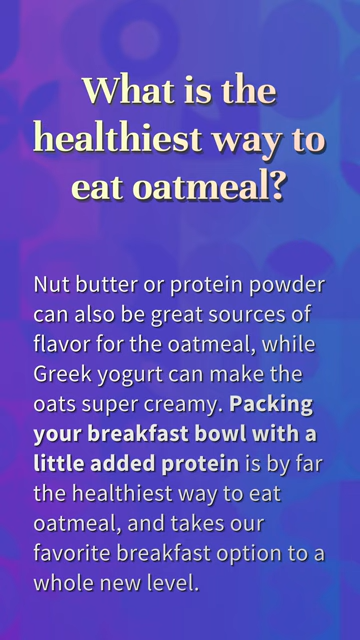 What is the
healthiest way to
eat oatmeal?
Nut butter or protein powder
can also be great sources of
flavor for the oatmeal, while
Greek yogurt can make the
oats super creamy. Packing
your breakfast bowl with a
little added protein is by far
the healthiest way to eat
oatmeal, and takes our
favorite breakfast option to a
whole new level.